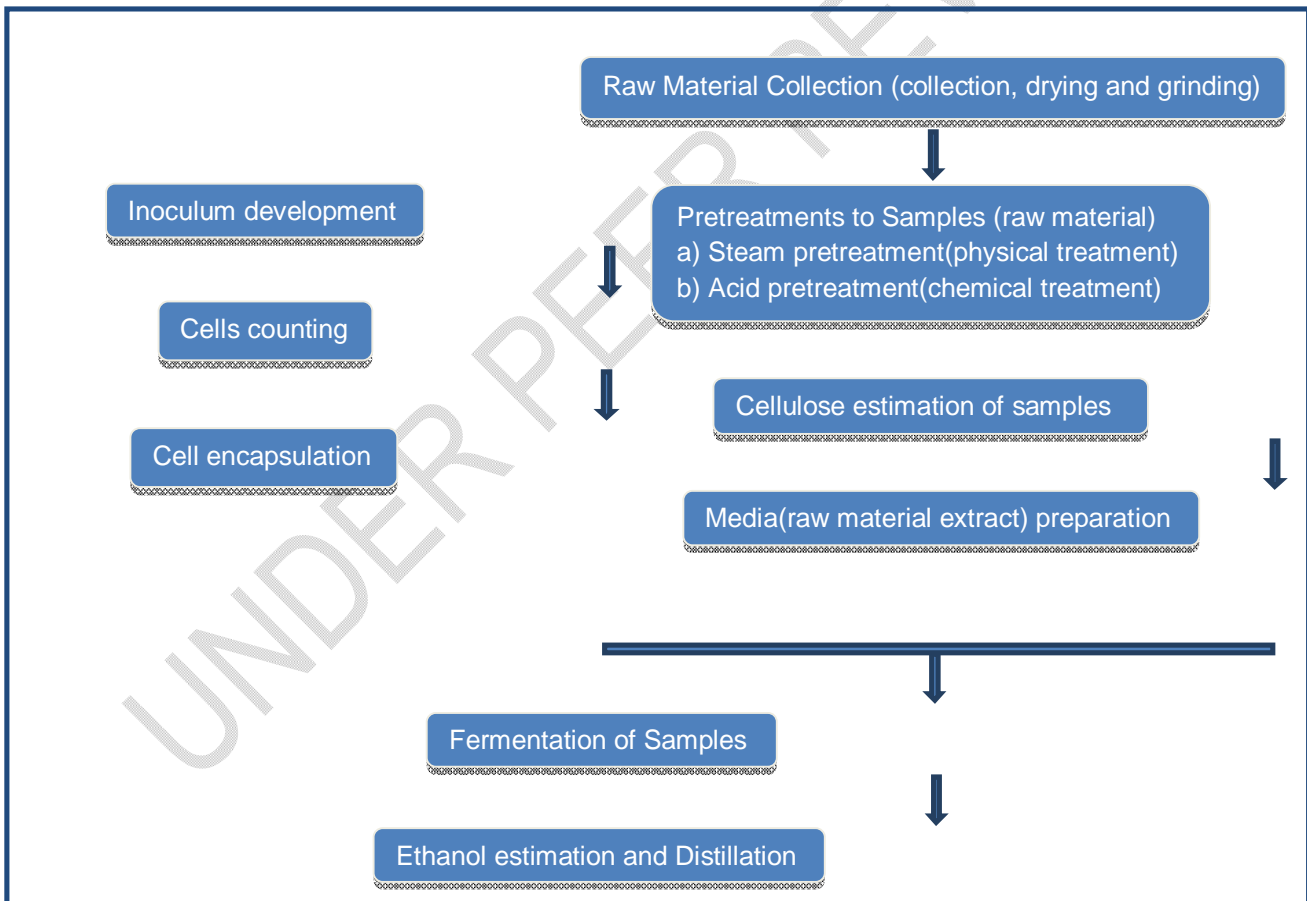 Raw Material Collection (collection, drying and grinding)
Inoculum development
Pretreatments to Samples (raw material)
a) Steam pretreatment(physical treatment)
b) Acid pretreatment(chemical treatment)
Cells counting
Cellulose estimation of samples
Cell encapsulation
Media(raw material extract) preparation
Fermentation of Samples
Ethanol estimation and Distillation
UNDER PEER